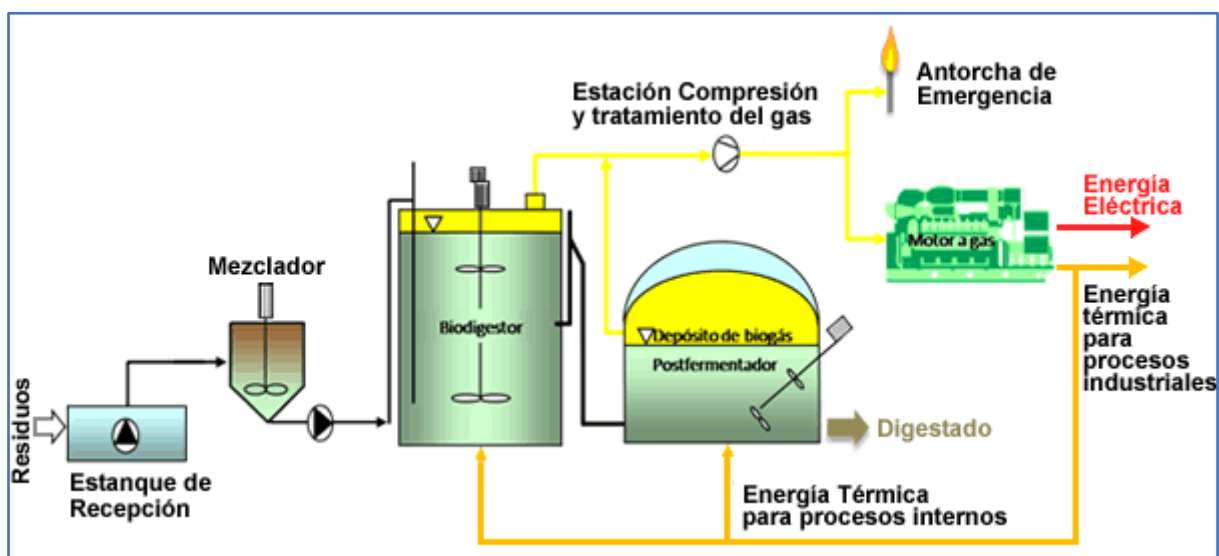 Residuos
Estanque de
Recepción
Mezclador
Biodigestor
Estación Compresión
y tratamiento del gas
Depósito de biogás
Postfermentador
Digestado
Antorcha de
Emergencia
Motor a gas
Energía
Eléctrica
Energía
térmica
para
procesos
industriales
Energía Térmica
para procesos internos